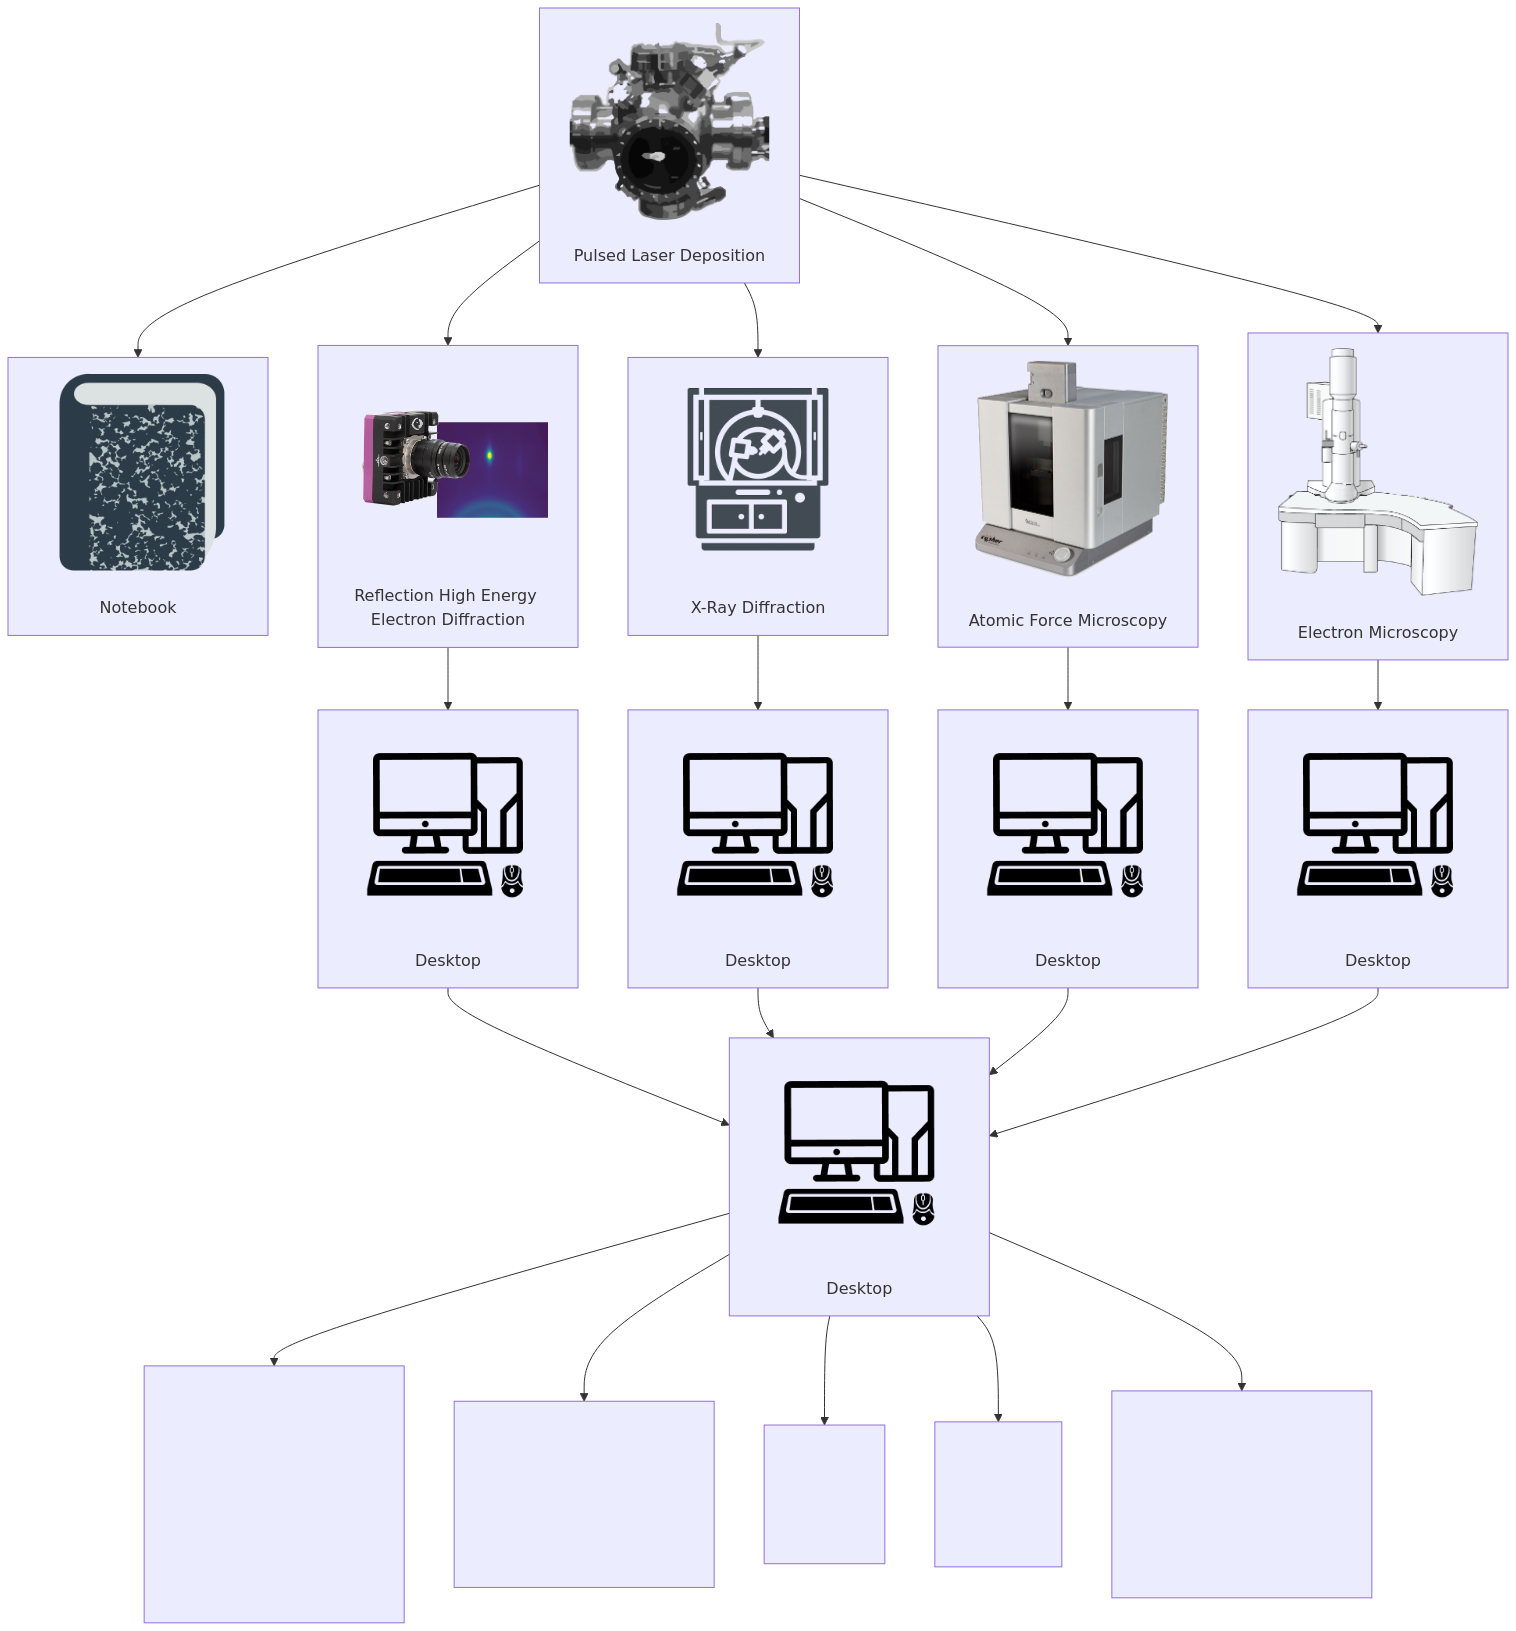 Pulsed Laser Deposition
Notebook
Reflection High Energy
Electron Diffraction
X-Ray Diffraction
Atomic Force Microscopy
Electron Microscopy
Desktop
Desktop
Desktop
Desktop
Desktop